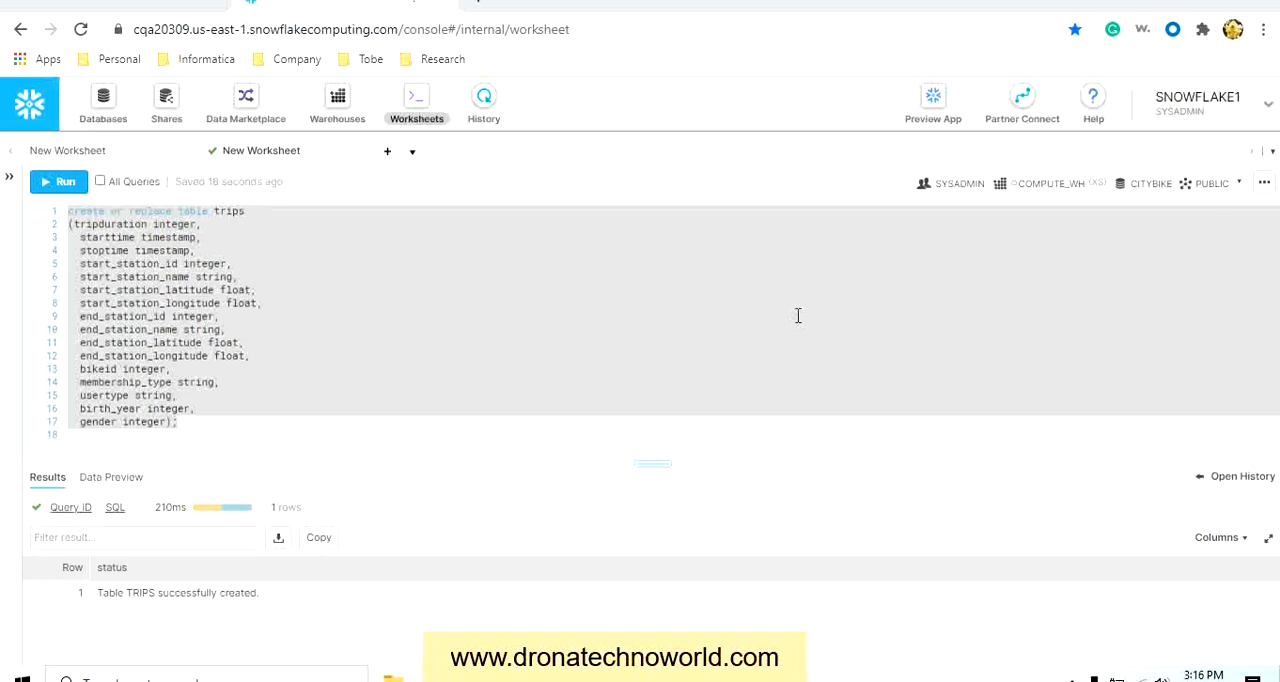 cqa20309.us-east-1.snowflakecomputing.com/console#/internal/worksheet
Apps Personal Informatica Company Tobe Research
Databases Shares Data Marketplace Warehouses Worksheets History Preview App Partner Connect Help
SNOWFLAKE1
SYSADMIN
New Worksheet New Worksheet
Run All Queries Saved 18 seconds ago SYSADMIN COMPUTE_WH (XS) CITYBIKE PUBLIC
1 create or replace table trips
2 (tripduration integer,
3 starttime timestamp,
4 stoptime timestamp,
5 start_station_id integer,
6 start_station_name string,
7 start_station_latitude float,
8 start_station_longitude float,
9 end_station_id integer,
10 end_station_name string,
11 end_station_latitude float,
12 end_station_longitude float,
13 bikeid integer,
14 membership_type string,
15 usertype string,
16 birth_year integer,
17 gender integer);
18
Results Data Preview Open History
Query ID SQL 210ms 1 rows
Filter result...
Copy
Columns
Row status
1 Table TRIPS successfully created.
www.dronatechnoworld.com
3:16 PM